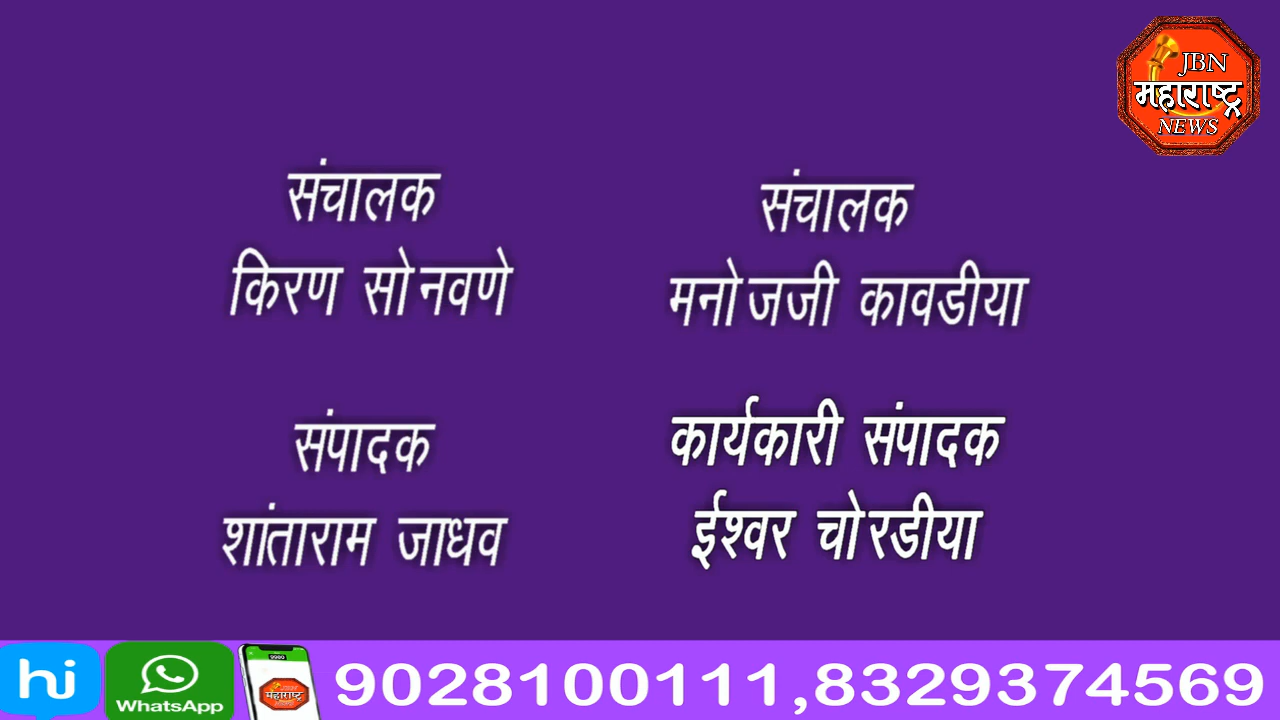 JBN
महाराष्ट्र
NEWS
संचालक
किरण सोनवणे
संचालक
मनोजजी कावडीया
संपादक
शांताराम जाधव
कार्यकारी संपादक
ईश्वर चोरडीया
hi
WhatsApp
महाराष्ट्र
9028100111,8329374569